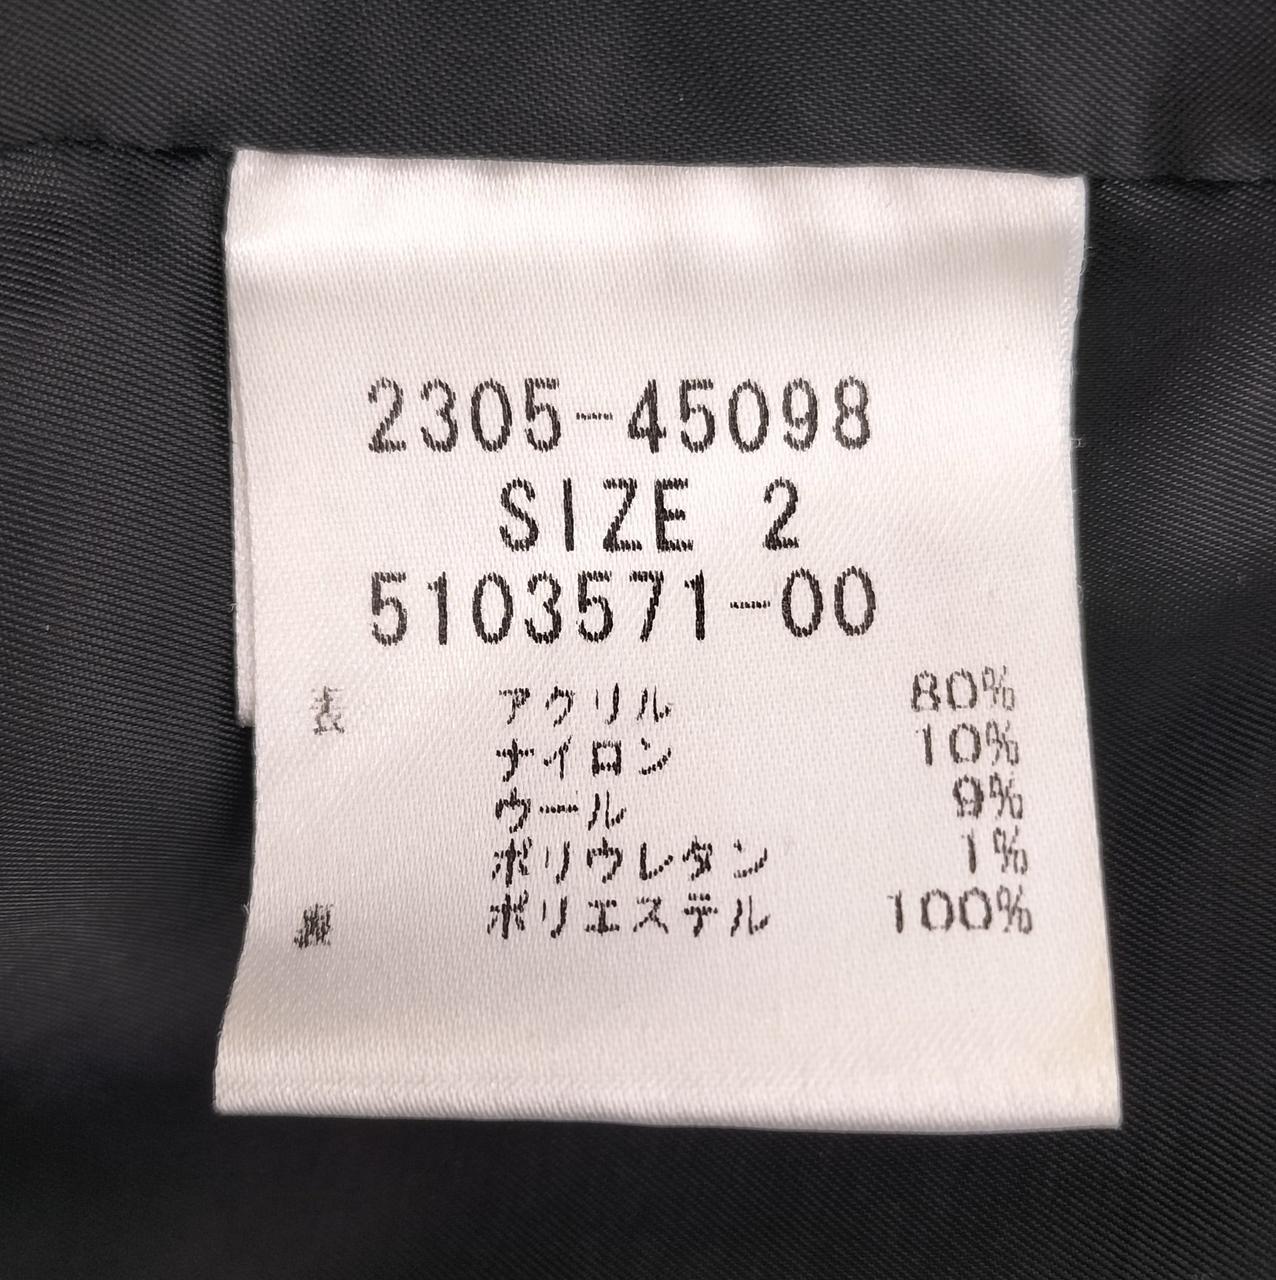 2305-45098
SIZE 2
5103571-00
表 アクリル 80%
ナイロン 10%
ウール 9%
ポリウレタン 1%
裏 ポリエステル 100%